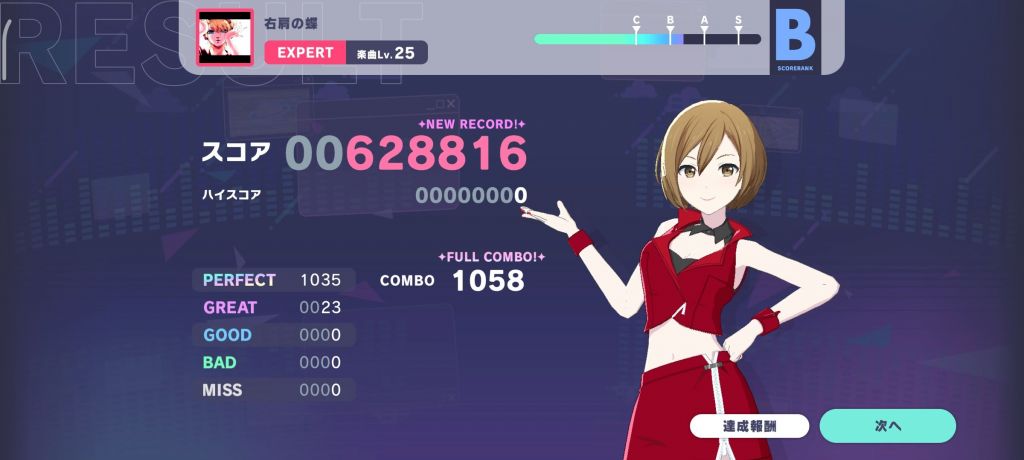 RESULT
右肩の蝶
EXPERT 楽曲Lv.25
C B A S
B
SCORERANK
NEW RECORD!
スコア 00628816
ハイスコア 00000000
FULL COMBO!
PERFECT 1035 COMBO 1058
GREAT 0023
GOOD 0000
BAD 0000
MISS 0000
達成報酬 次へ